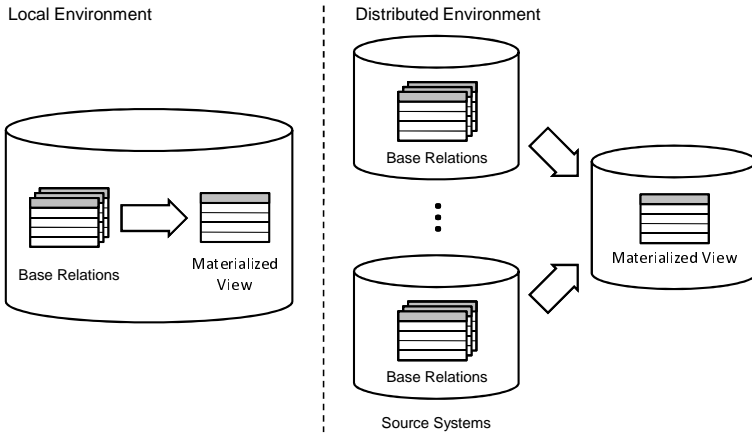 Local Environment
Base Relations
Materialized
View
Distributed Environment
Base Relations
Base Relations
Source Systems
Materialized View